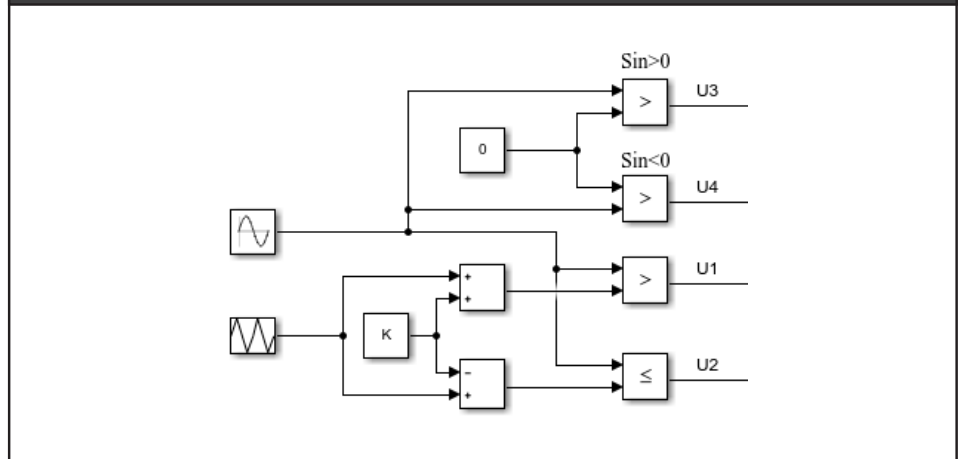 Sin>0
>
U3
0
Sin<0
>
U4
+
+
>
U1
K
−
+
≤
U2